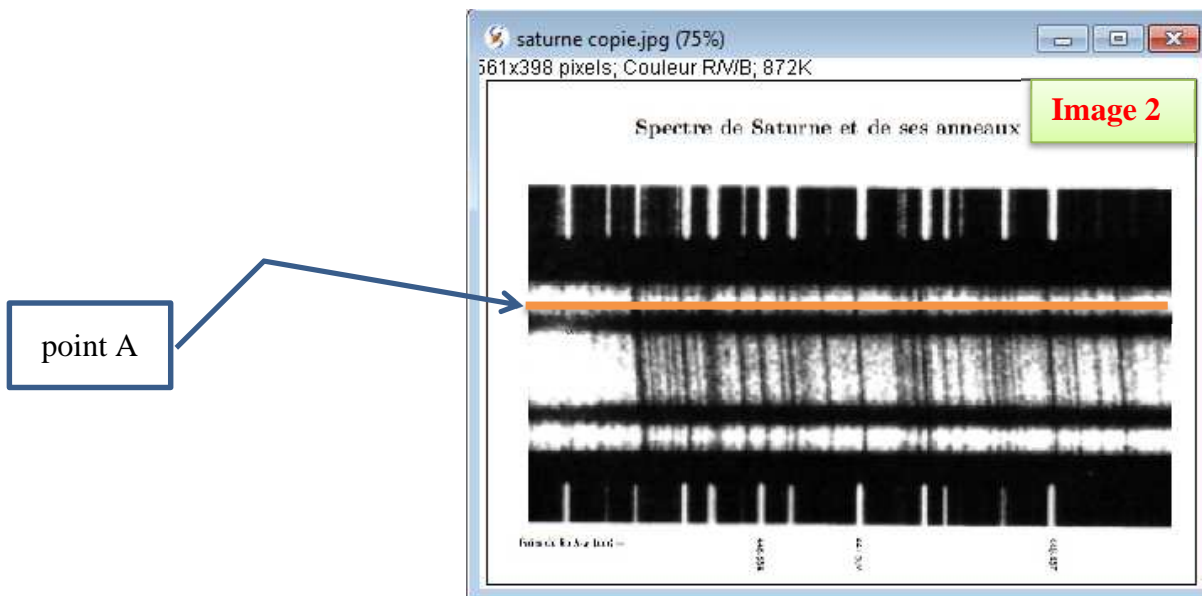 saturne copie.jpg (75%)
561x398 pixels; Couleur R/V/B; 872K
Image 2
Spectre de Saturne et de ses anneaux
point A